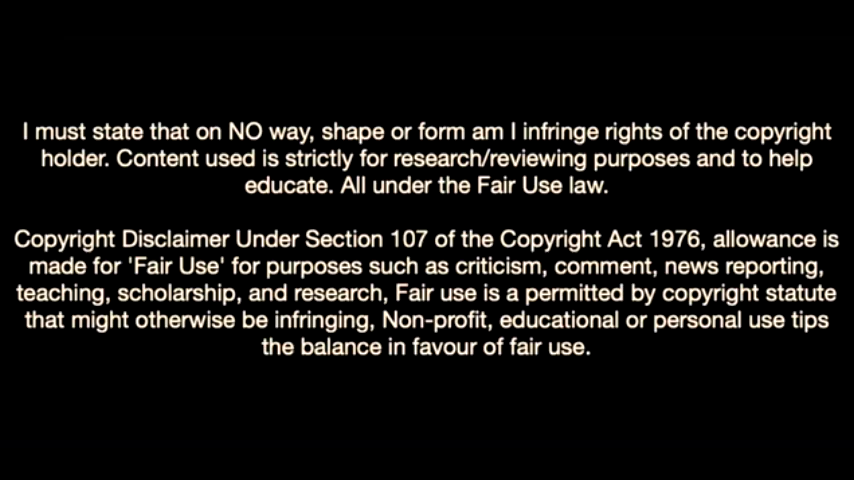 I must state that on NO way, shape or form am I infringe rights of the copyright
holder. Content used is strictly for research/reviewing purposes and to help
educate. All under the Fair Use law.
Copyright Disclaimer Under Section 107 of the Copyright Act 1976, allowance is
made for 'Fair Use' for purposes such as criticism, comment, news reporting,
teaching, scholarship, and research, Fair use is a permitted by copyright statute
that might otherwise be infringing, Non-profit, educational or personal use tips
the balance in favour of fair use.